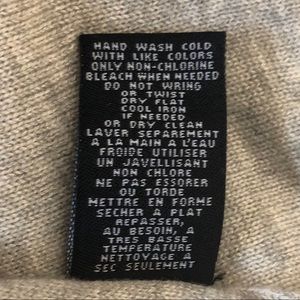 HAND WASH COLD
WITH LIKE COLORS
ONLY NON-CHLORINE
BLEACH WHEN NEEDED
DO NOT WRING
OR TWIST
DRY FLAT
COOL IRON
IF NEEDED
OR DRY CLEAN
LAVER SEPAREMENT
A LA MAIN A L'EAU
FROIDE UTILISER
UN JAVELLISANT
NON CHLORE
NE PAS ESSORER
OU TORDE
METTRE EN FORME
SECHER A PLAT
REPASSER,
AU BESOIN, A
TRES BASSE
TEMPERATURE
NETTOYAGE A
SEC SEULEMENT